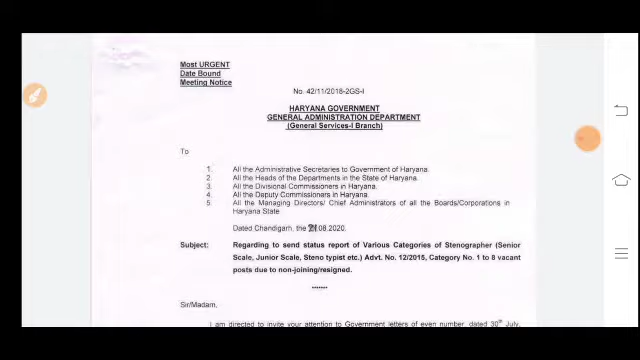 Most URGENT
Date Bound
Meeting Notice
No. 42/11/2018-2GS-I
HARYANA GOVERNMENT
GENERAL ADMINISTRATION DEPARTMENT
(General Services-I Branch)
To
1. All the Administrative Secretaries to Government of Haryana.
2. All the Heads of the Departments in the State of Haryana.
3. All the Divisional Commissioners in Haryana.
4. All the Deputy Commissioners in Haryana.
5 All the Managing Directors/ Chief Administrators of all the Boards/Corporations in
Haryana State
Dated Chandigarh, the .08.2020.
Subject: Regarding to send status report of Various Categories of Stenographer (Senior
Scale, Junior Scale, Steno typist etc.) Advt. No. 12/2015, Category No. 1 to 8 vacant
posts due to non-joining/resigned.
*******
Sir/Madam,
I am directed to invite your attention to Government letters of even number, dated 30th July,